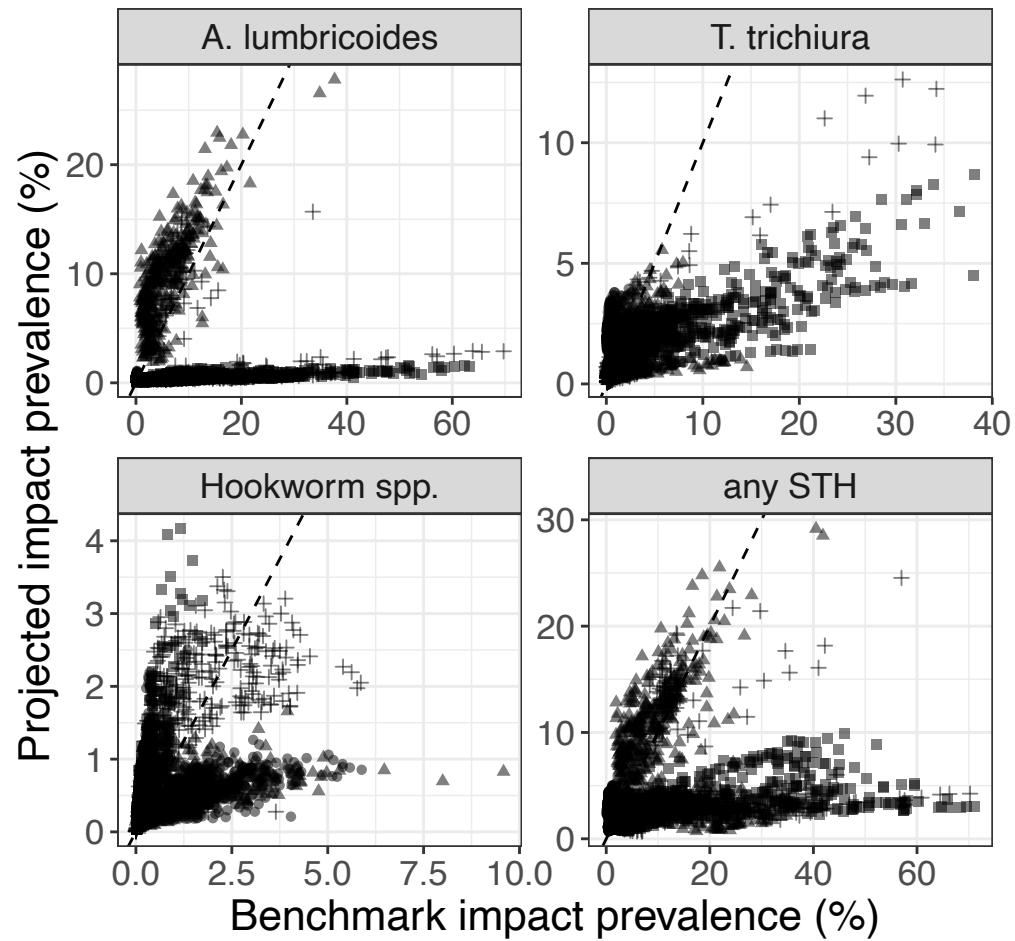 A. lumbricoides
T. trichiura
20
10
0
10
5
0
0 20 40 60
0 10 20 30 40
Hookworm spp.
any STH
4
3
2
1
0
30
20
10
0
0.0 2.5 5.0 7.5 10.0
0 20 40 60
Projected impact prevalence (%)
Benchmark impact prevalence (%)